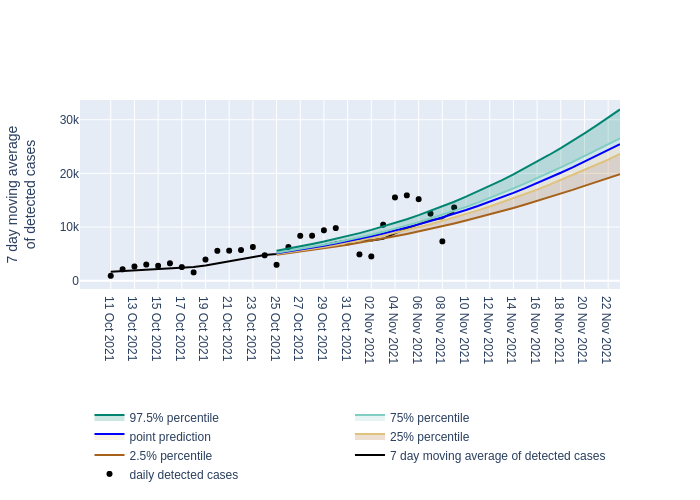 7 day moving average
of detected cases
30k
20k
10k
0
11 Oct 2021
13 Oct 2021
15 Oct 2021
17 Oct 2021
19 Oct 2021
21 Oct 2021
23 Oct 2021
25 Oct 2021
27 Oct 2021
29 Oct 2021
31 Oct 2021
02 Nov 2021
04 Nov 2021
06 Nov 2021
08 Nov 2021
10 Nov 2021
12 Nov 2021
14 Nov 2021
16 Nov 2021
18 Nov 2021
20 Nov 2021
22 Nov 2021
97.5% percentile
75% percentile
point prediction
25% percentile
2.5% percentile
7 day moving average of detected cases
daily detected cases